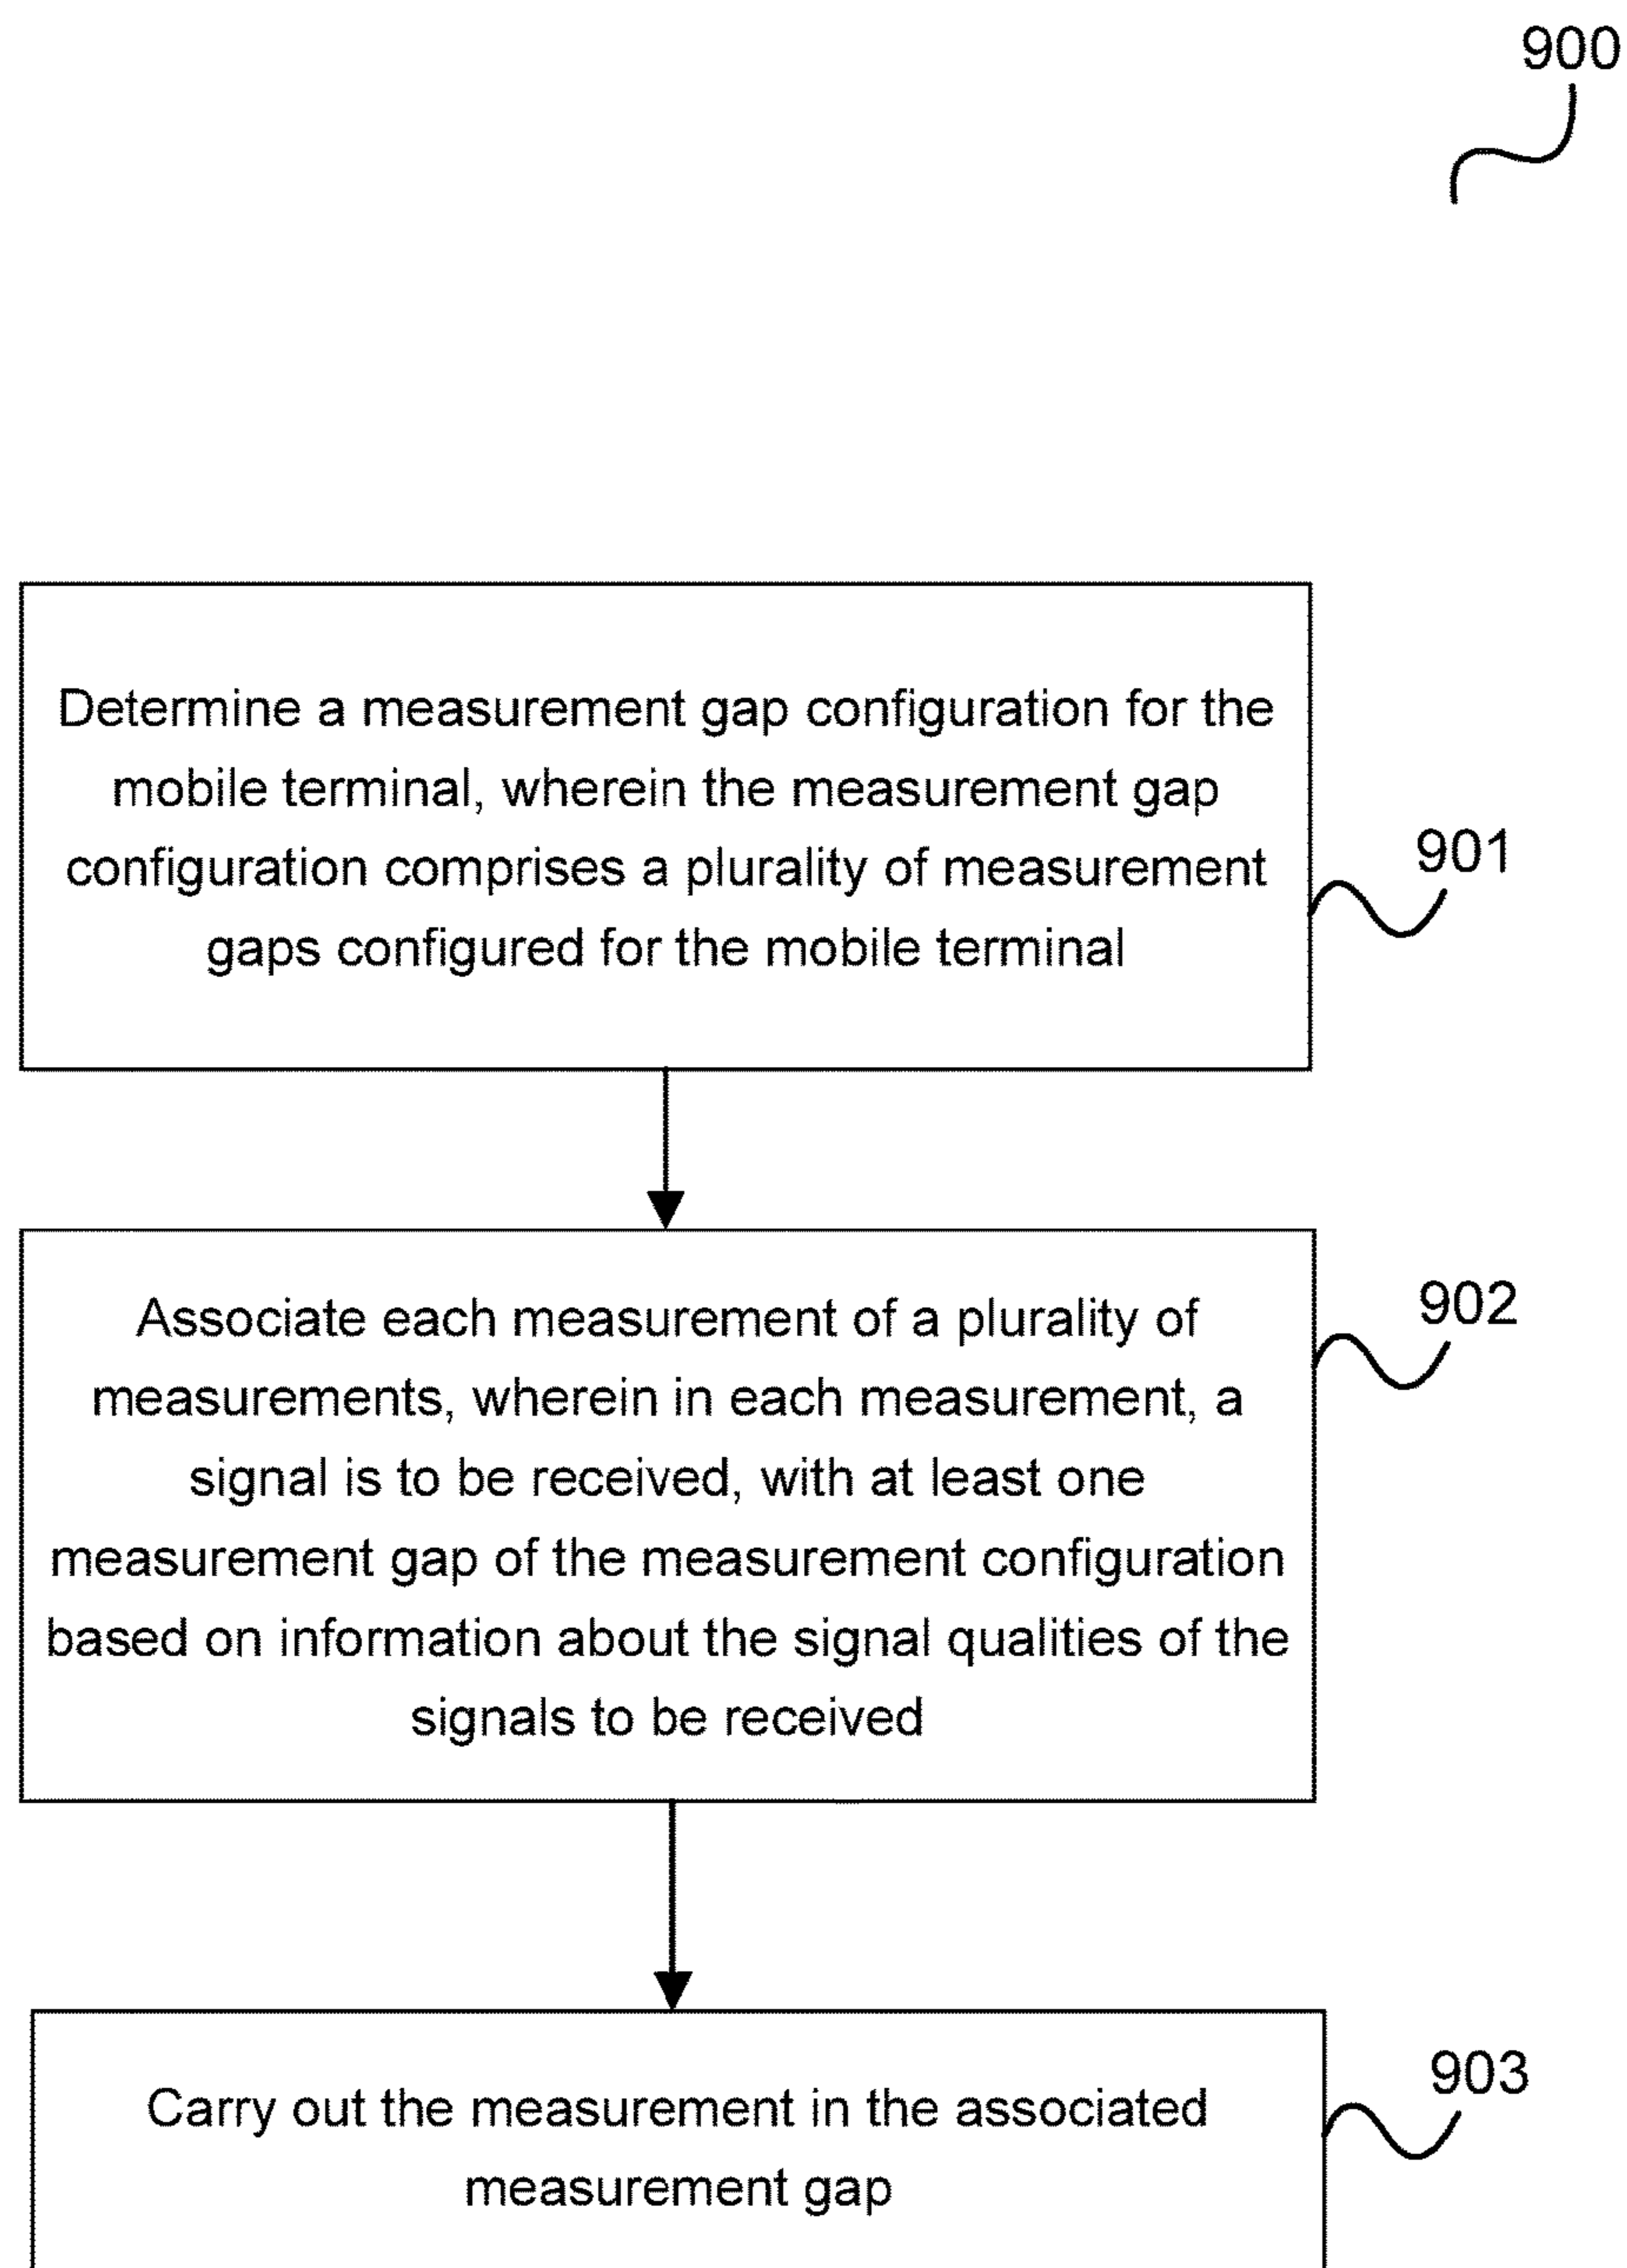 900
Determine a measurement gap configuration for the
mobile terminal, wherein the measurement gap
configuration comprises a plurality of measurement
gaps configured for the mobile terminal
901
Associate each measurement of a plurality of
measurements, wherein in each measurement, a
signal is to be received, with at least one
measurement gap of the measurement configuration
based on information about the signal qualities of the
signals to be received
902
Carry out the measurement in the associated
measurement gap
903